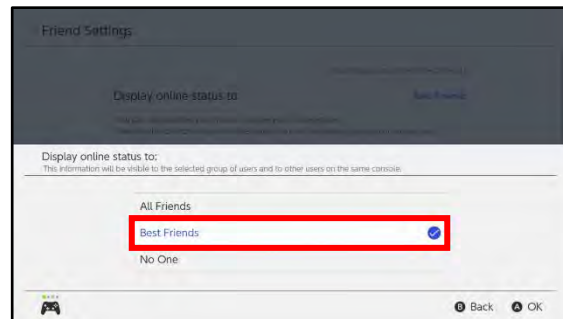 Friend Settings
Display online status to
Best Friends
Display online status to:
This information will be visible to the selected group of users and to other users on the same console.
All Friends
Best Friends
No One
B Back A OK